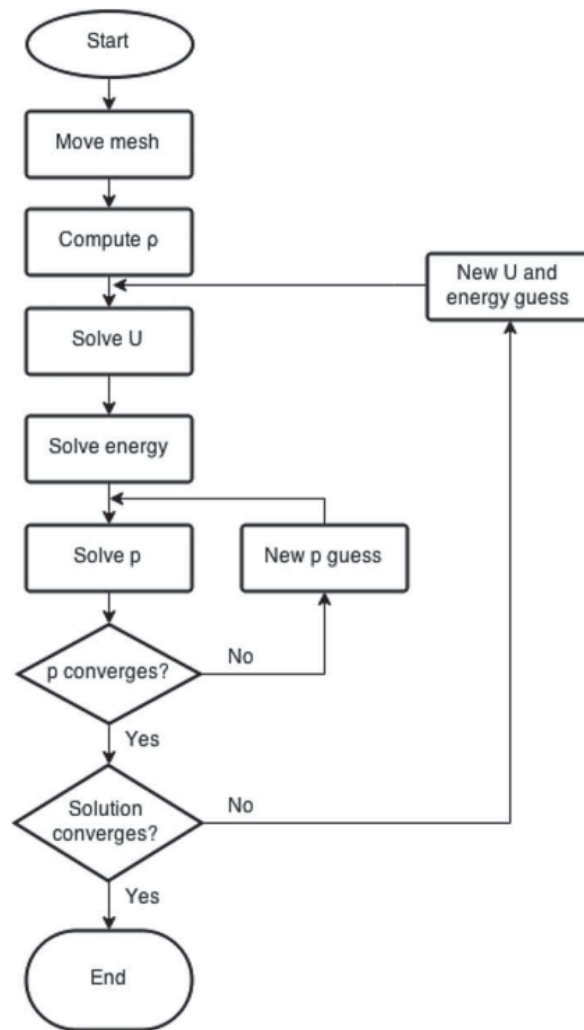 Start
Move mesh
Compute ρ
New U and
energy guess
Solve U
Solve energy
Solve p
New p guess
p converges?
No
Yes
Solution
converges?
No
Yes
End